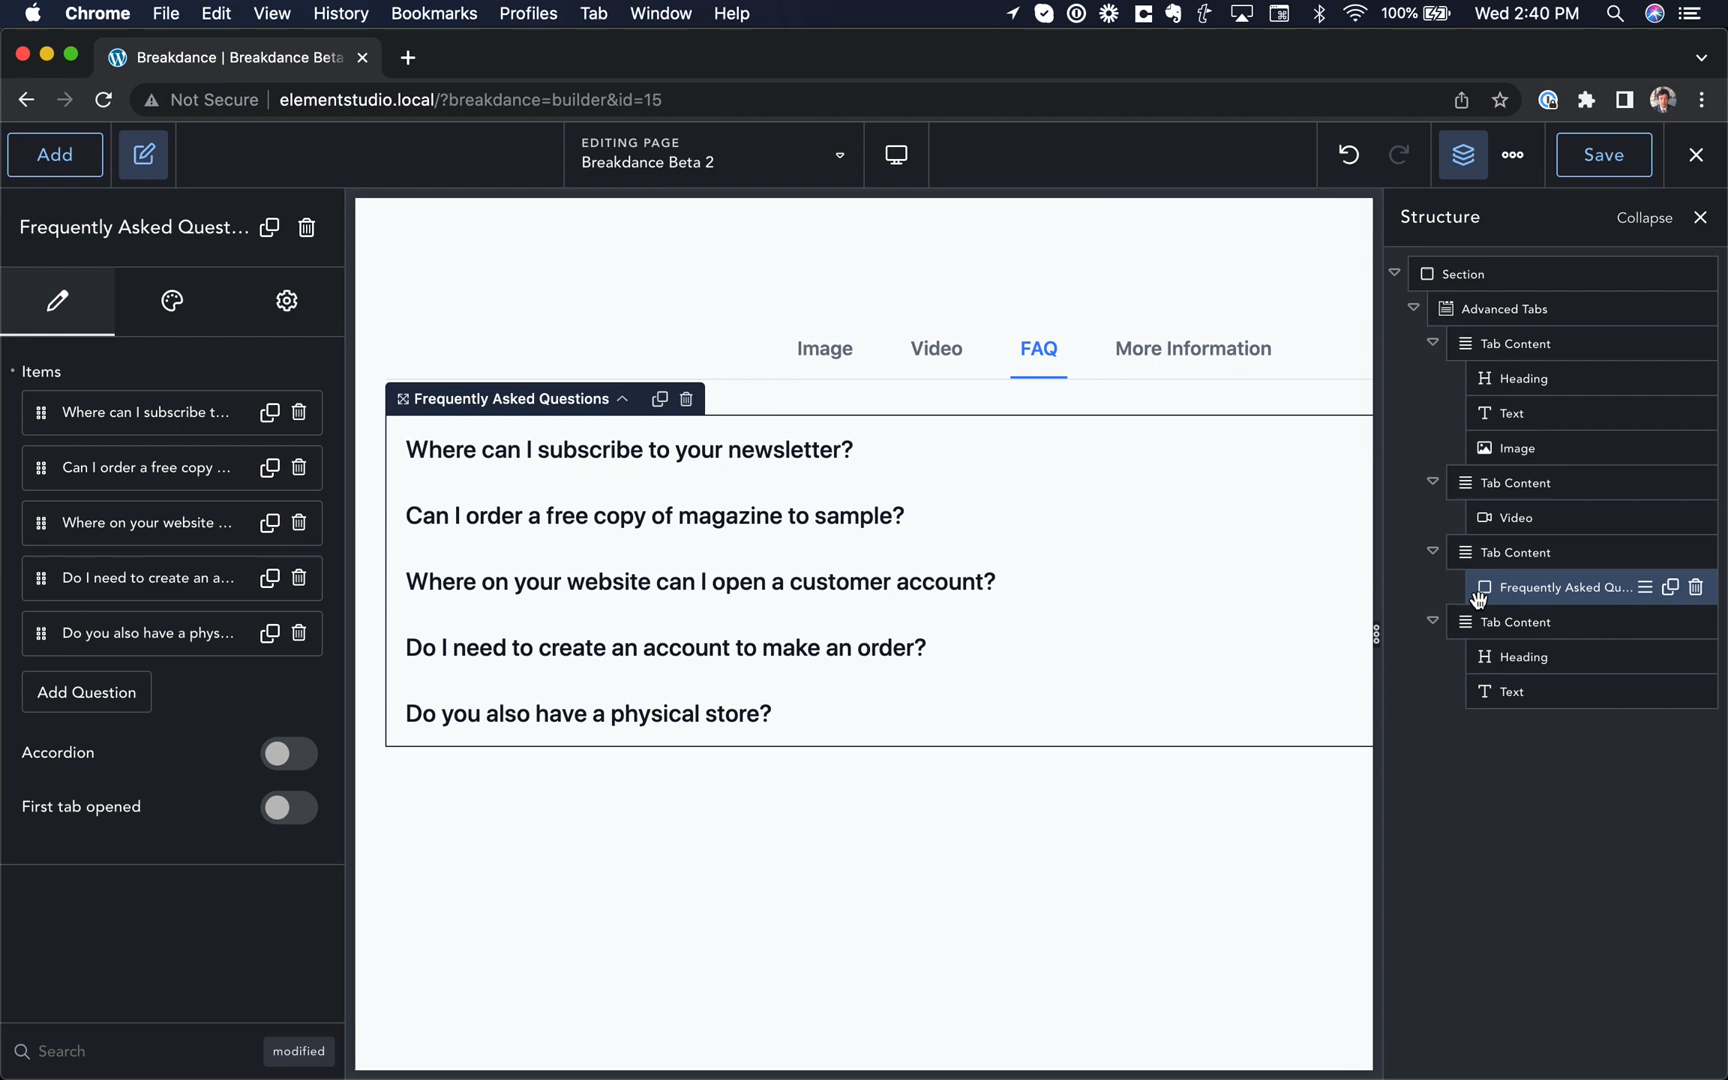 Chrome File Edit View History Bookmarks Profiles Tab Window Help 100% Wed 2:40 PM
Breakdance | Breakdance Beta
Not Secure elementstudio.local/?breakdance=builder&id=15
Add
EDITING PAGE
Breakdance Beta 2
Save
Frequently Asked Quest...
Items
Where can I subscribe t...
Can I order a free copy ...
Where on your website ...
Do I need to create an a...
Do you also have a phys...
Add Question
Accordion
First tab opened
Search
modified
Image Video FAQ More Information
Frequently Asked Questions
Where can I subscribe to your newsletter?
Can I order a free copy of magazine to sample?
Where on your website can I open a customer account?
Do I need to create an account to make an order?
Do you also have a physical store?
Structure Collapse
Section
Advanced Tabs
Tab Content
Heading
Text
Image
Tab Content
Video
Tab Content
Frequently Asked Qu...
Tab Content
Heading
Text